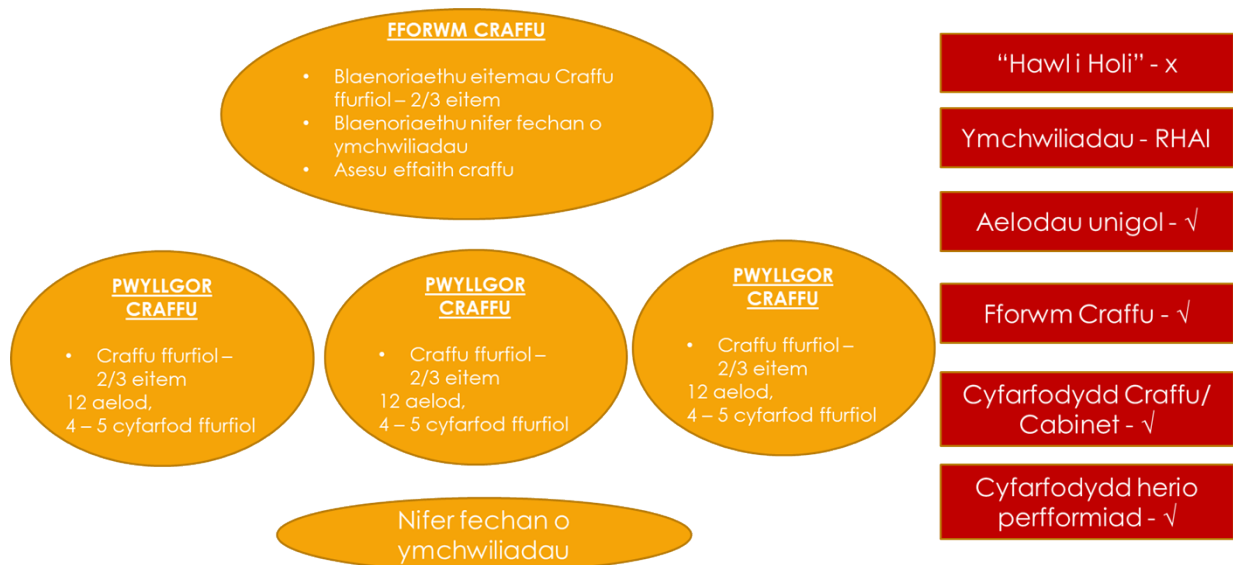 FFORWM CRAFFU
• Blaenoriaethu eitemau Craffu
ffurfiol – 2/3 eitem
• Blaenoriaethu nifer fechan o
ymchwiliadau
• Asesu effaith craffu
PWYLLGOR
CRAFFU
• Craffu ffurfiol –
2/3 eitem
12 aelod,
4 – 5 cyfarfod ffurfiol
PWYLLGOR
CRAFFU
• Craffu ffurfiol –
2/3 eitem
12 aelod,
4 – 5 cyfarfod ffurfiol
PWYLLGOR
CRAFFU
• Craffu ffurfiol –
2/3 eitem
12 aelod,
4 – 5 cyfarfod ffurfiol
Nifer fechan o
ymchwiliadau
“Hawl i Holi” - x
Ymchwiliadau - RHAI
Aelodau unigol - √
Fforwm Craffu - √
Cyfarfodydd Craffu/
Cabinet - √
Cyfarfodydd herio
perfformiad - √